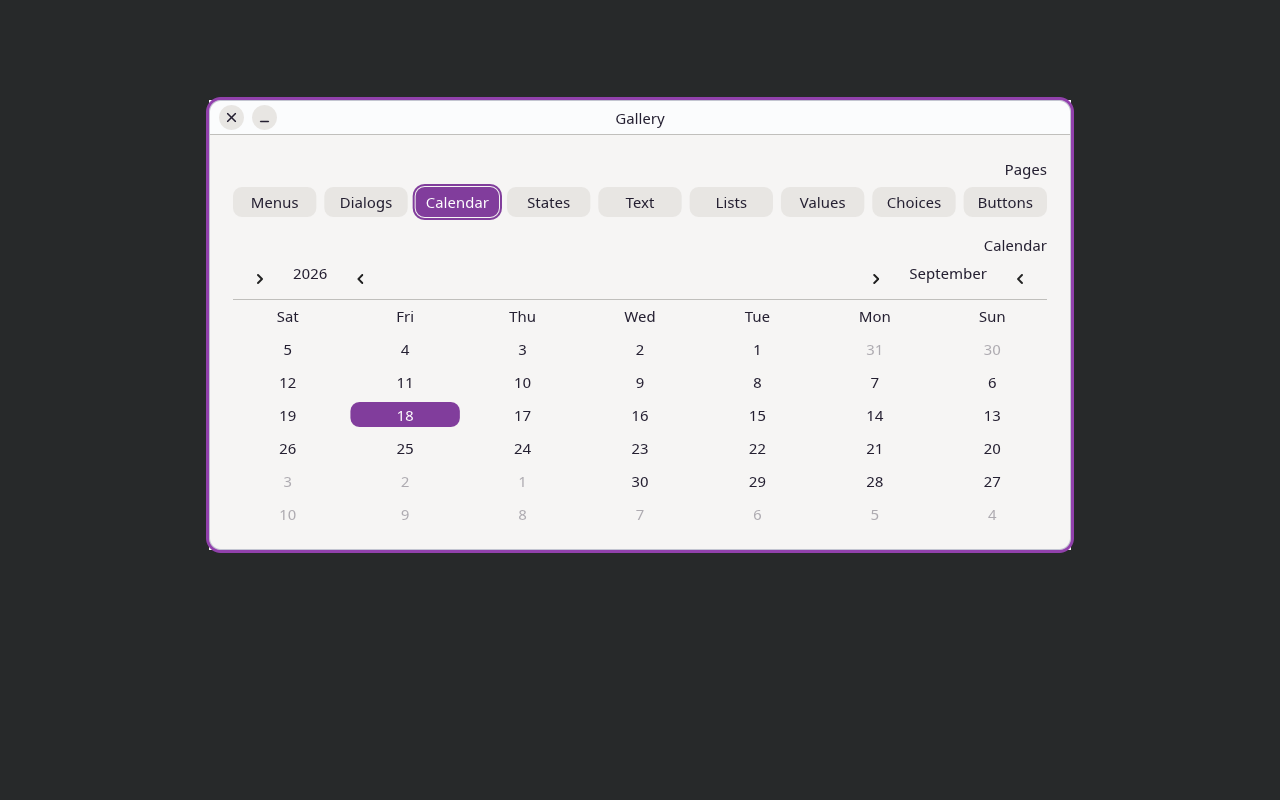 Gallery
Pages
Menus Dialogs Calendar States Text Lists Values Choices Buttons
Calendar
2026 September
Sat Fri Thu Wed Tue Mon Sun
5 4 3 2 1 31 30
12 11 10 9 8 7 6
19 18 17 16 15 14 13
26 25 24 23 22 21 20
3 2 1 30 29 28 27
10 9 8 7 6 5 4